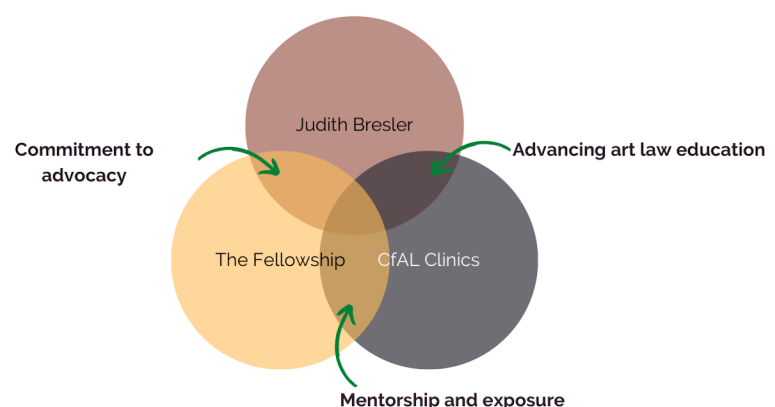 Judith Bresler
Commitment to
advocacy
Advancing art law education
The Fellowship
CfAL Clinics
Mentorship and exposure